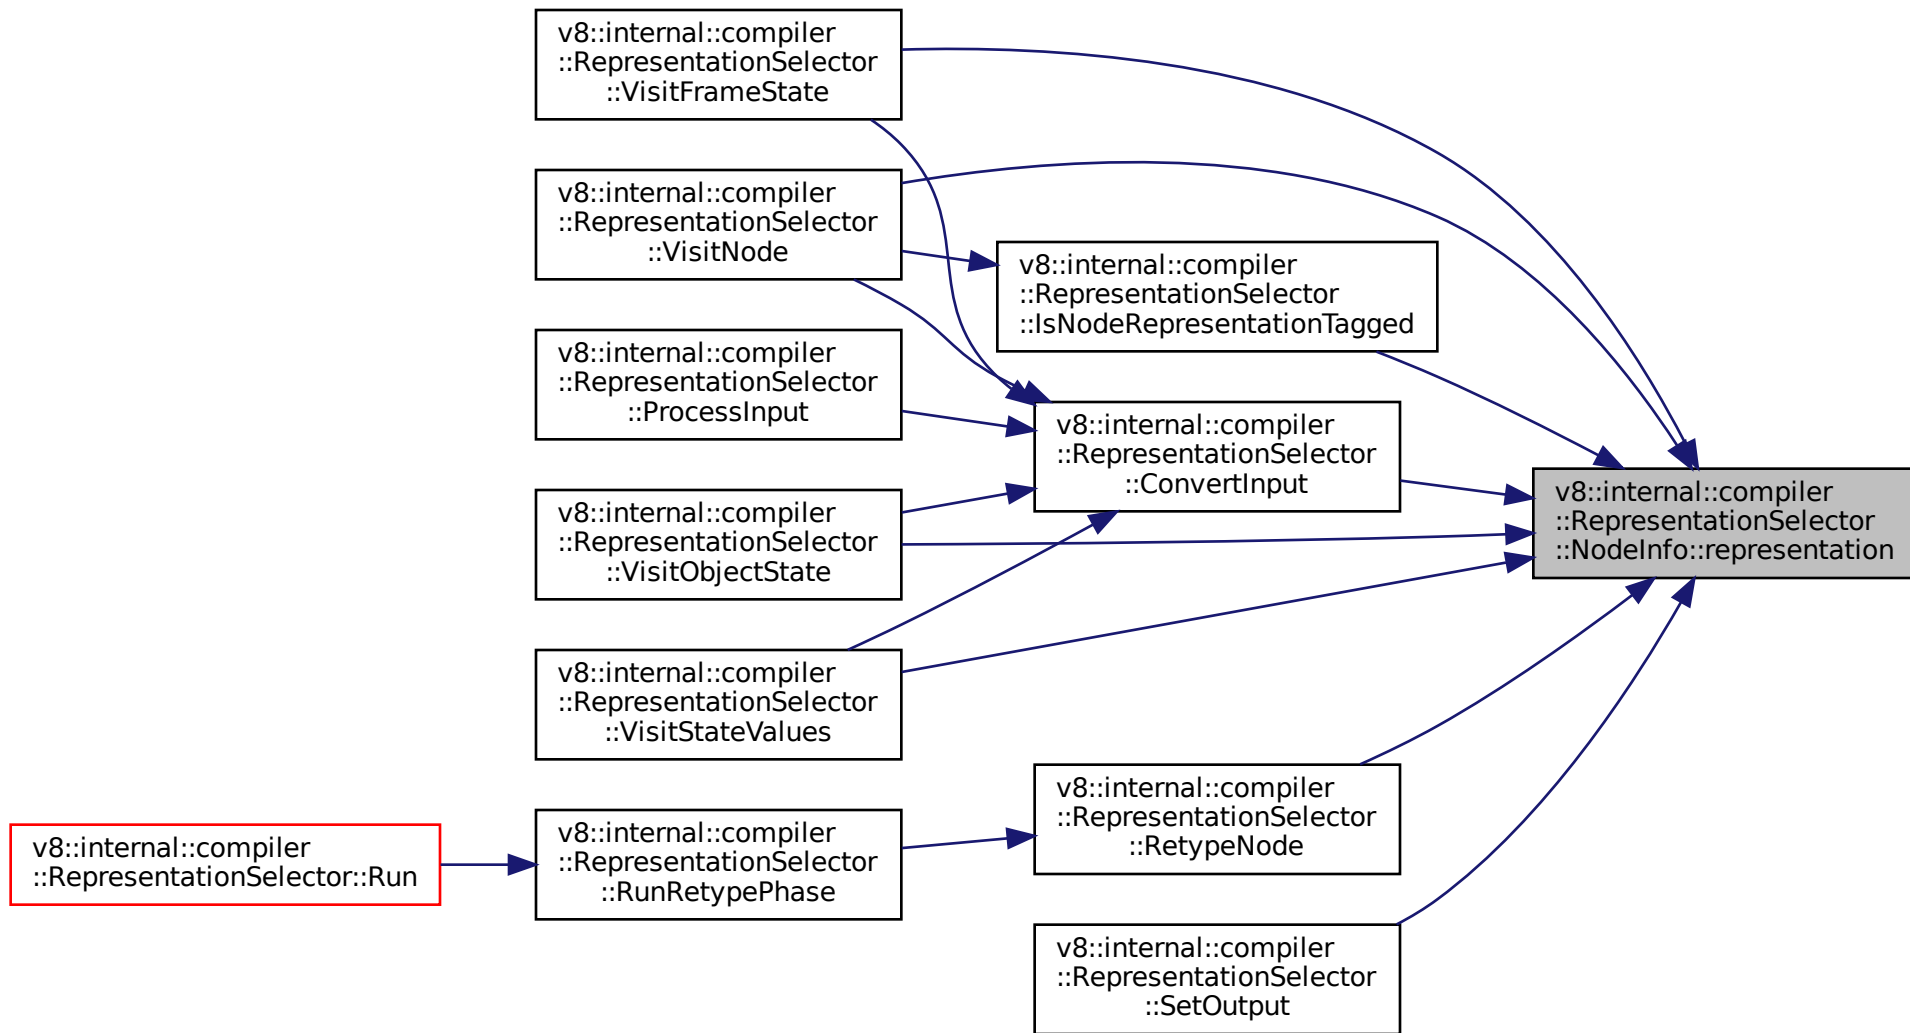 v8::internal::compiler
::RepresentationSelector
::VisitFrameState
v8::internal::compiler
::RepresentationSelector
::VisitNode
v8::internal::compiler
::RepresentationSelector
::IsNodeRepresentationTagged
v8::internal::compiler
::RepresentationSelector
::ProcessInput
v8::internal::compiler
::RepresentationSelector
::ConvertInput
v8::internal::compiler
::RepresentationSelector
::NodeInfo::representation
v8::internal::compiler
::RepresentationSelector
::VisitObjectState
v8::internal::compiler
::RepresentationSelector
::VisitStateValues
v8::internal::compiler
::RepresentationSelector
::RetypeNode
v8::internal::compiler
::RepresentationSelector::Run
v8::internal::compiler
::RepresentationSelector
::RunRetypePhase
v8::internal::compiler
::RepresentationSelector
::SetOutput